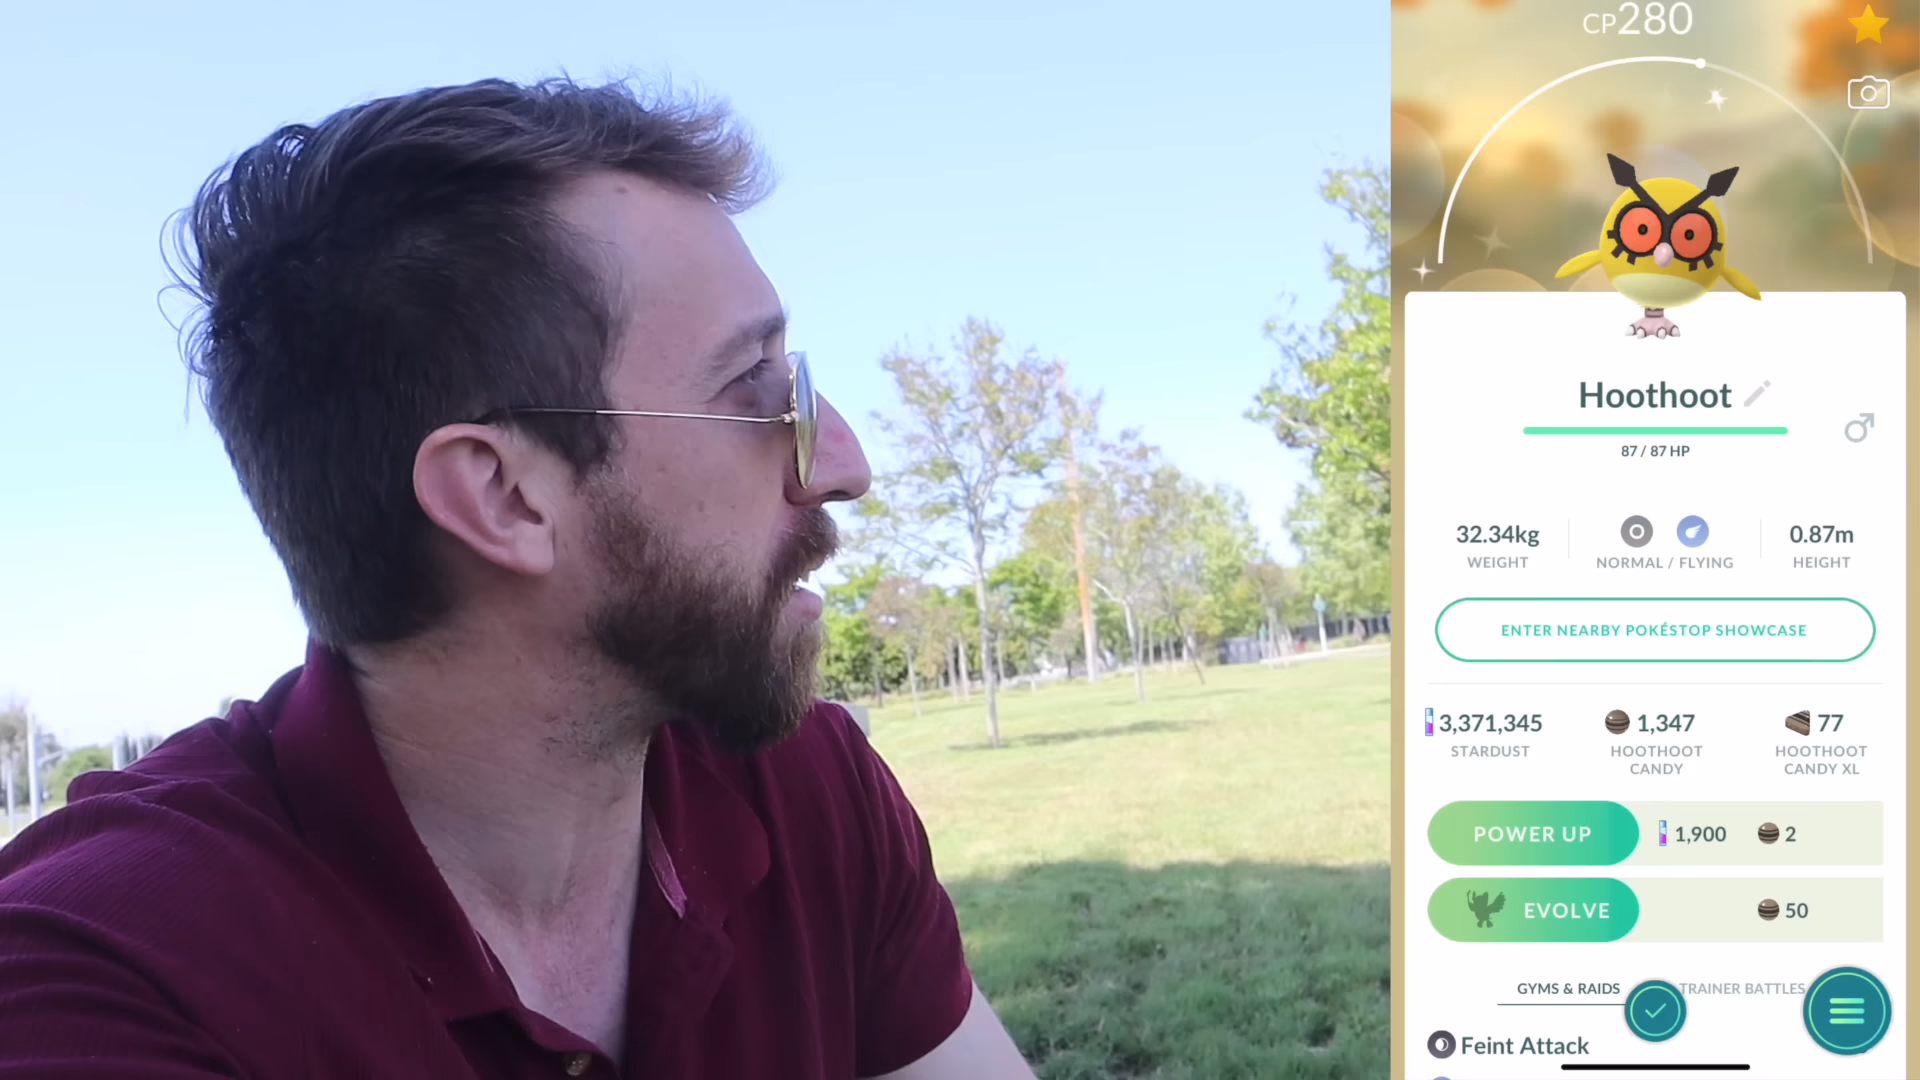 CP280
Hoothoot
87 / 87 HP
32.34kg
WEIGHT
NORMAL / FLYING
0.87m
HEIGHT
ENTER NEARBY POKÉSTOP SHOWCASE
3,371,345
STARDUST
1,347
HOOTHOOT
CANDY
77
HOOTHOOT
CANDY XL
POWER UP 1,900 2
EVOLVE 50
GYMS & RAIDS TRAINER BATTLES
Feint Attack